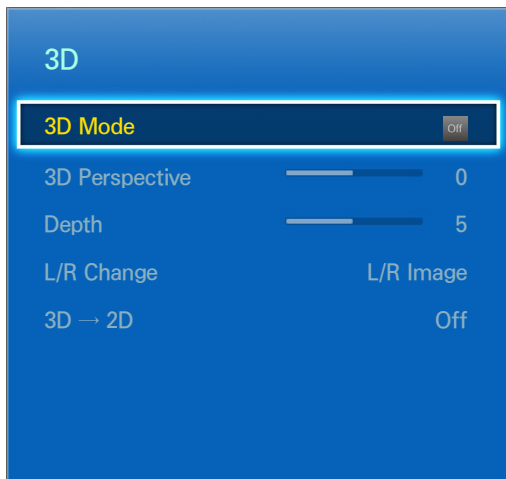 3D
3D Mode Off
3D Perspective 0
Depth 5
L/R Change L/R Image
3D → 2D Off